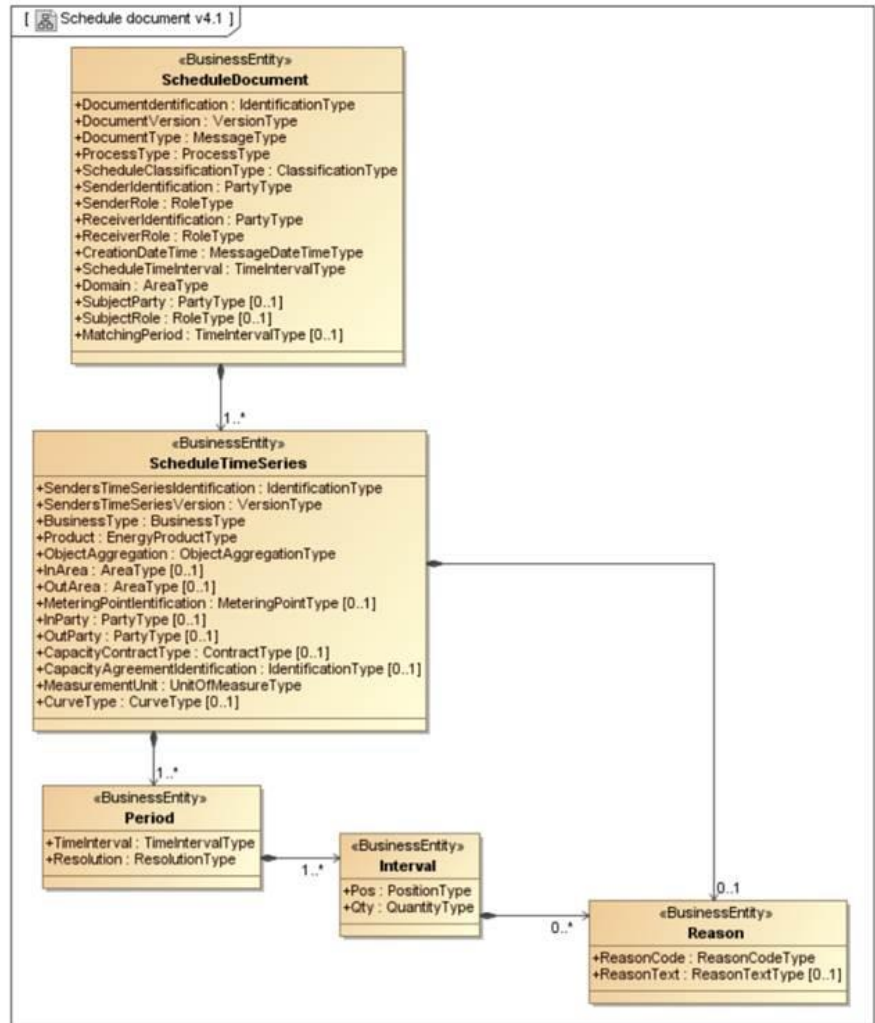 [ Schedule document v4.1 ]
«BusinessEntity»
ScheduleDocument
+DocumentdentificationIdentification : IdentificationType
+DocumentVersion : VersionType
+DocumentType : MessageType
+ProcessType : ProcessType
+ScheduleClassificationType : ClassificationType
+SenderIdentification : PartyType
+SenderRole : RoleType
+ReceiverIdentification : PartyType
+ReceiverRole : RoleType
+CreationDateTime : MessageDateTimeType
+ScheduleTimeInterval : TimeIntervalType
+Domain : AreaType
+SubjectParty : PartyType [0..1]
+SubjectRole : RoleType [0..1]
+MatchingPeriod : TimeIntervalType [0..1]
1..*
«BusinessEntity»
ScheduleTimeSeries
+SendersTimeSeriesIdentification : IdentificationType
+SendersTimeSeriesVersion : VersionType
+BusinessType : BusinessType
+Product : EnergyProductType
+ObjectAggregation : ObjectAggregationType
+InArea : AreaType [0..1]
+OutArea : AreaType [0..1]
+MeteringPointIentification : MeteringPointType [0..1]
+InParty : PartyType [0..1]
+OutParty : PartyType [0..1]
+CapacityContractType : ContractType [0..1]
+CapacityAgreementIdentification : IdentificationType [0..1]
+MeasurementUnit : UnitOfMeasureType
+CurveType : CurveType [0..1]
1..*
«BusinessEntity»
Period
+TimeInterval : TimeIntervalType
+Resolution : ResolutionType
1..*
«BusinessEntity»
Interval
+Pos : PositionType
+Qty : QuantityType
0..*
0..1
«BusinessEntity»
Reason
+ReasonCode : ReasonCodeType
+ReasonText : ReasonTextType [0..1]